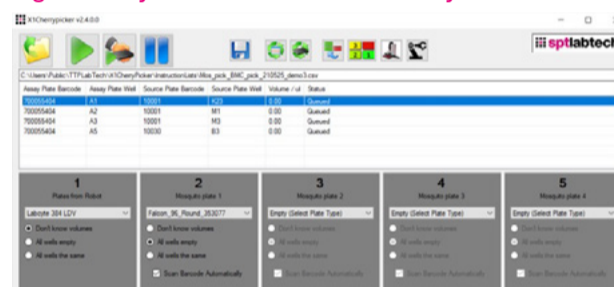 X1Cherrypicker v2.4.0.0
sptlabtech
C:\Users\Public\TTPLabTech\X1CherryPicker\InstructionLists\Mos_pick_BMC_pick_210525_demo3.csv
Assay Plate Barcode Assay Plate Well Source Plate Barcode Source Plate Well Volume / ul Status
700055404 A1 10001 K23 0.00 Queued
700055404 A2 10001 M1 0.00 Queued
700055404 A3 10001 M3 0.00 Queued
700055404 A5 10030 B3 0.00 Queued
1 2 3 4 5
Plates from Robot Mosquito plate 1 Mosquito plate 2 Mosquito plate 3 Mosquito plate 4
Labcyte 384 LDV Falcon_96_Round_353077 Empty (Select Plate Type) Empty (Select Plate Type) Empty (Select Plate Type)
Don't know volumes Don't know volumes Don't know volumes Don't know volumes Don't know volumes
All wells empty All wells empty All wells empty All wells empty All wells empty
All wells the same All wells the same All wells the same All wells the same All wells the same
Scan Barcode Automatically Scan Barcode Automatically Scan Barcode Automatically Scan Barcode Automatically